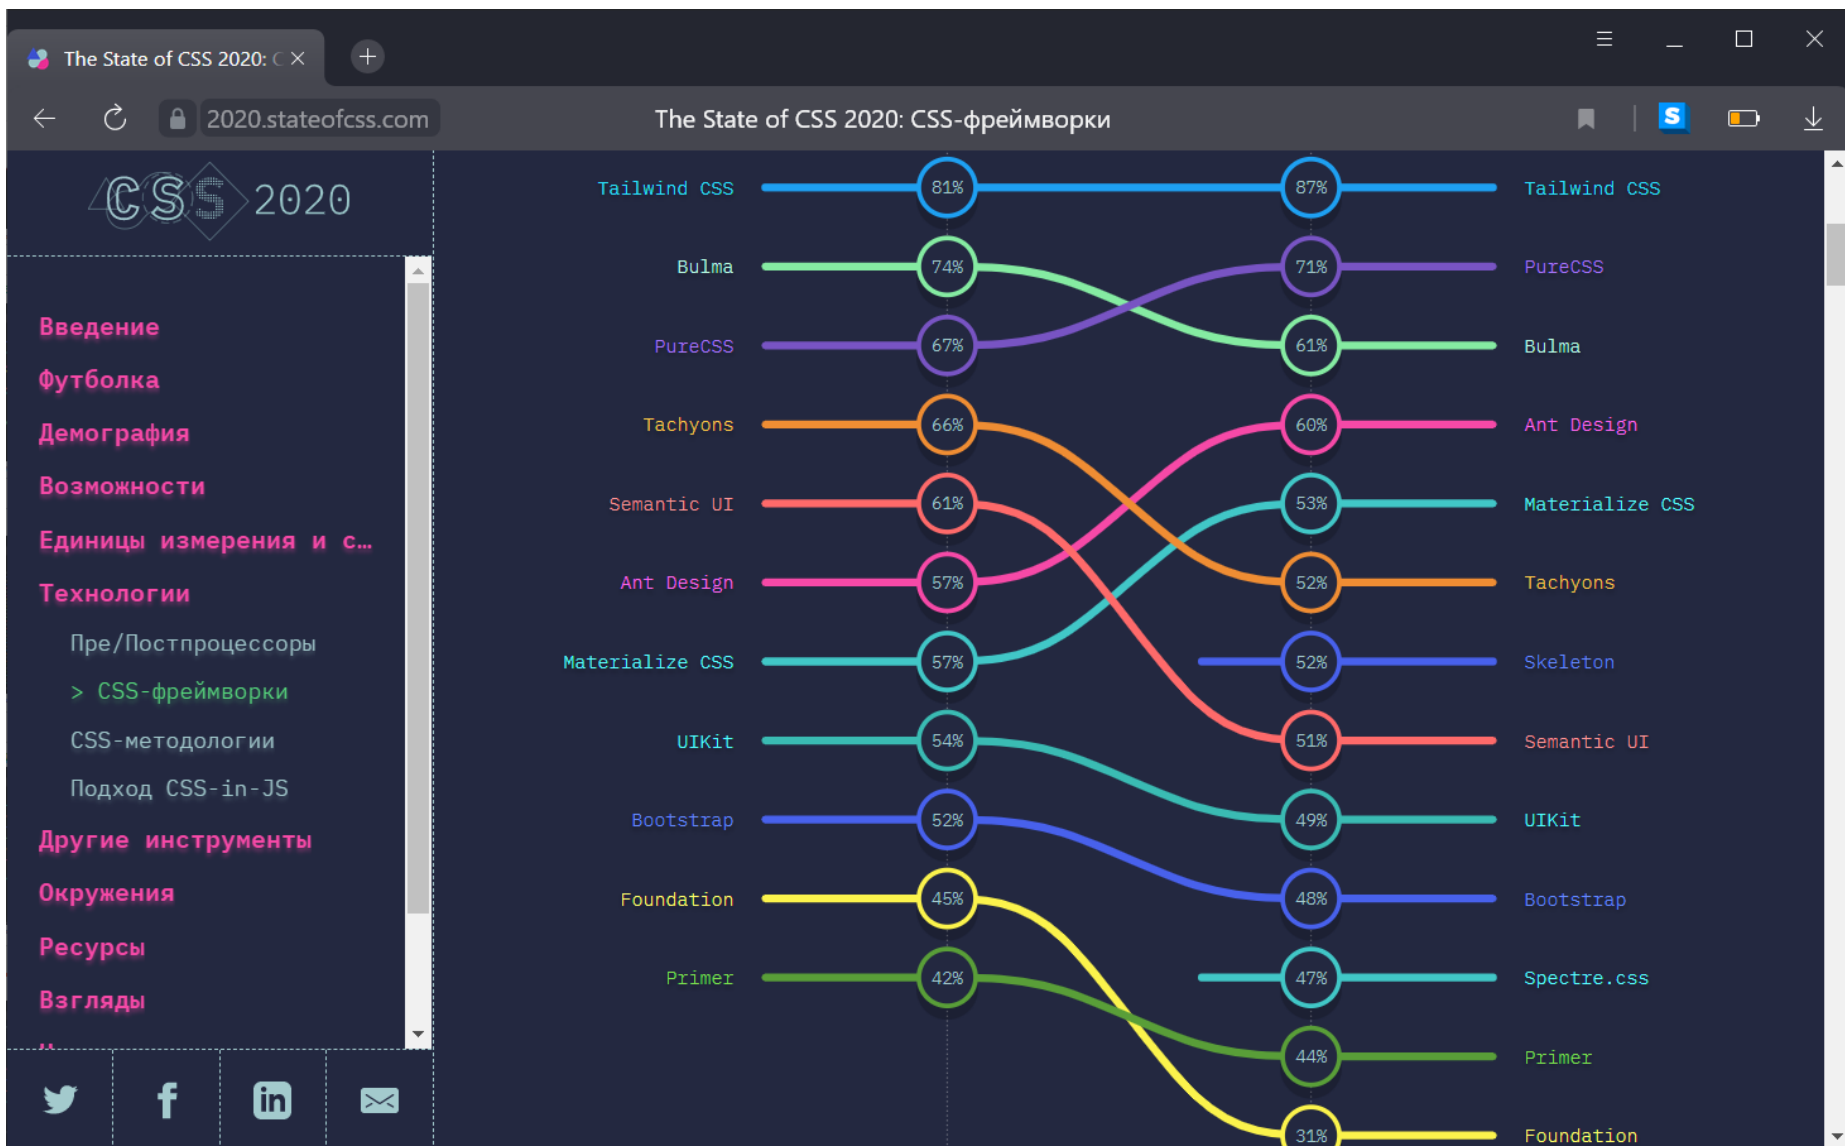 The State of CSS 2020: C
2020.stateofcss.com
The State of CSS 2020: CSS-фреймворки
CSS 2020
Введение
Футболка
Демография
Возможности
Единицы измерения и с…
Технологии
Пре/Постпроцессоры
> CSS-фреймворки
CSS-методологии
Подход CSS-in-JS
Другие инструменты
Окружения
Ресурсы
Взгляды
Tailwind CSS 81% 87% Tailwind CSS
Bulma 74% 71% PureCSS
PureCSS 67% 61% Bulma
Tachyons 66% 60% Ant Design
Semantic UI 61% 53% Materialize CSS
Ant Design 57% 52% Tachyons
Materialize CSS 57% 52% Skeleton
UIKit 54% 51% Semantic UI
Bootstrap 52% 49% UIKit
Foundation 45% 48% Bootstrap
Primer 42% 47% Spectre.css
44% Primer
31% Foundation